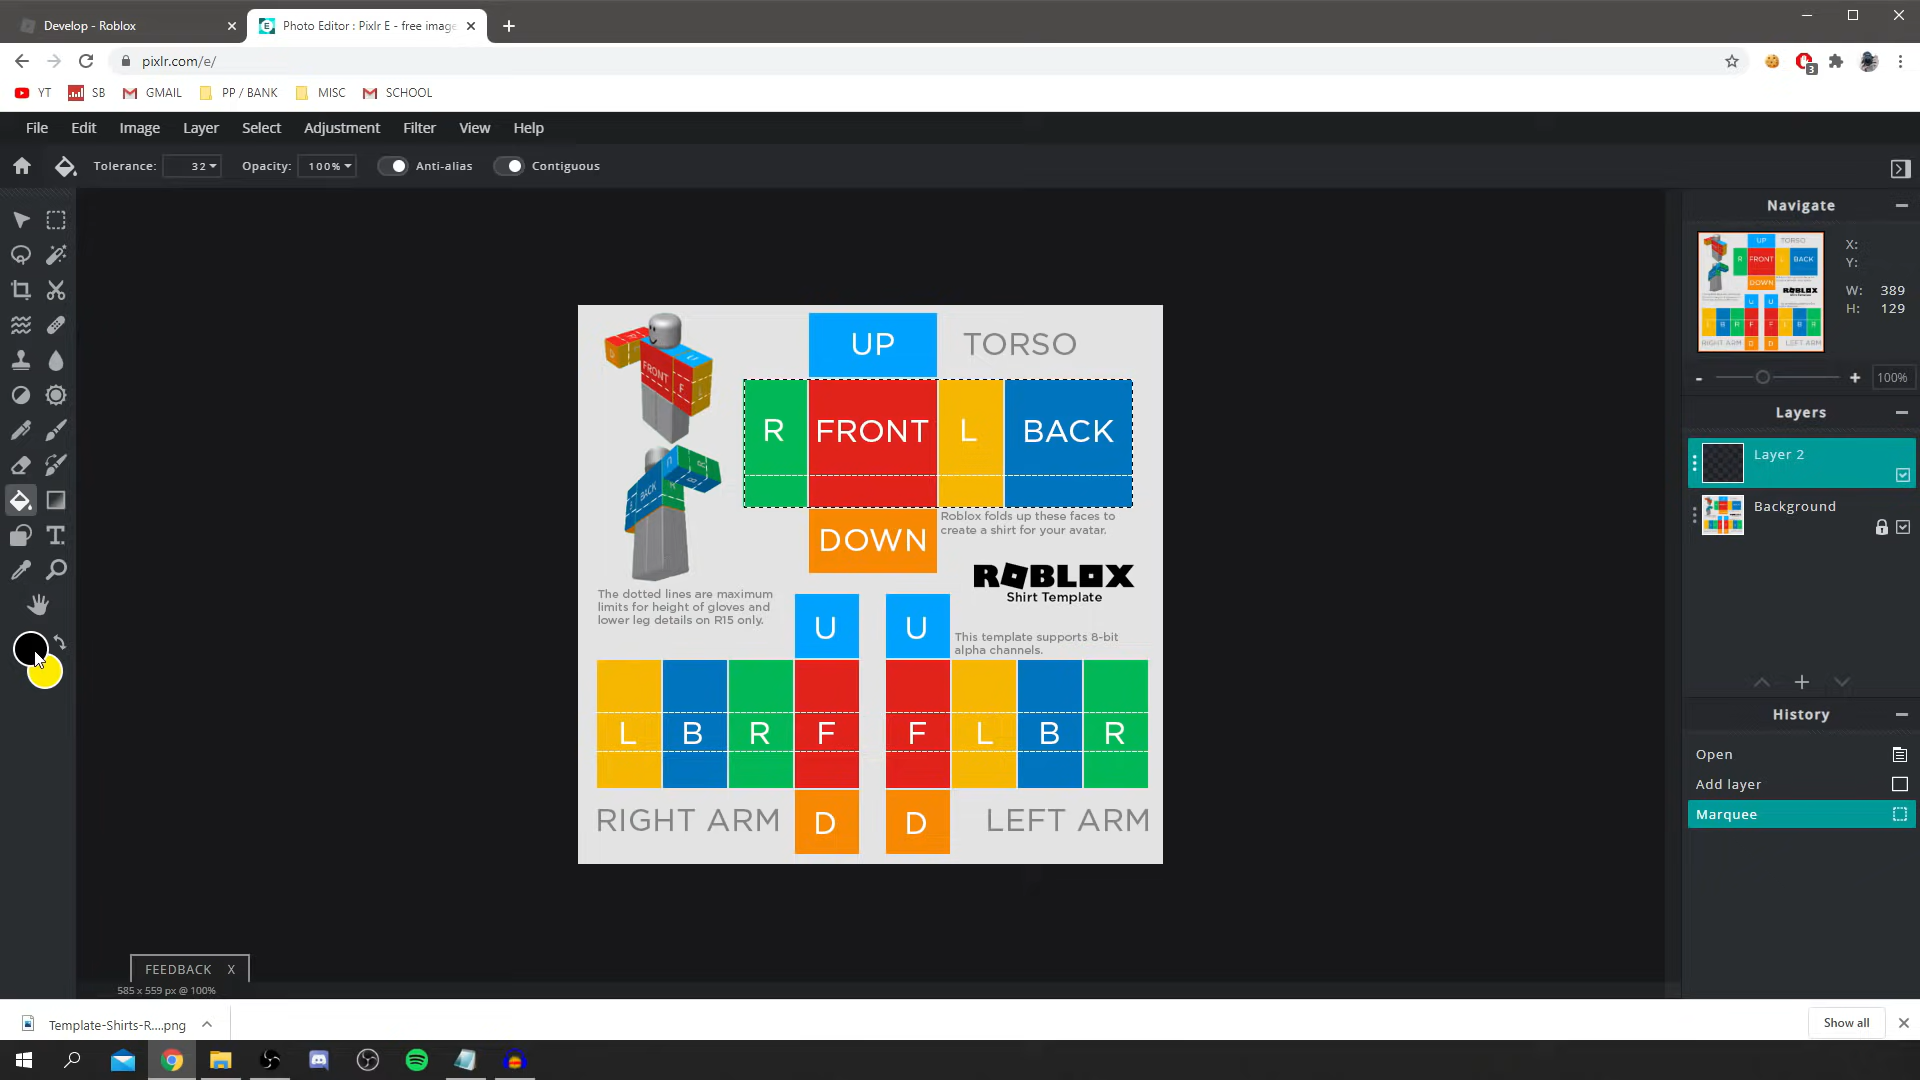 Develop - Roblox
Photo Editor : Pixlr E - free image
pixlr.com/e/
3
YT SB GMAIL PP / BANK MISC SCHOOL
File Edit Image Layer Select Adjustment Filter View Help
Tolerance: 32 Opacity: 100% Anti-alias Contiguous
Navigate
X:
Y:
W: 389
H: 129
- + 100%
Layers
Layer 2
Background
History
Open
Add layer
Marquee
UP TORSO
R FRONT L BACK
DOWN
Roblox folds up these faces to
create a shirt for your avatar.
ROBLOX
Shirt Template
The dotted lines are maximum
limits for height of gloves and
lower leg details on R15 only.
U U
This template supports 8-bit
alpha channels.
L B R F F L B R
RIGHT ARM D D LEFT ARM
FEEDBACK X
585 x 559 px @ 100%
Template-Shirts-R....png
Show all